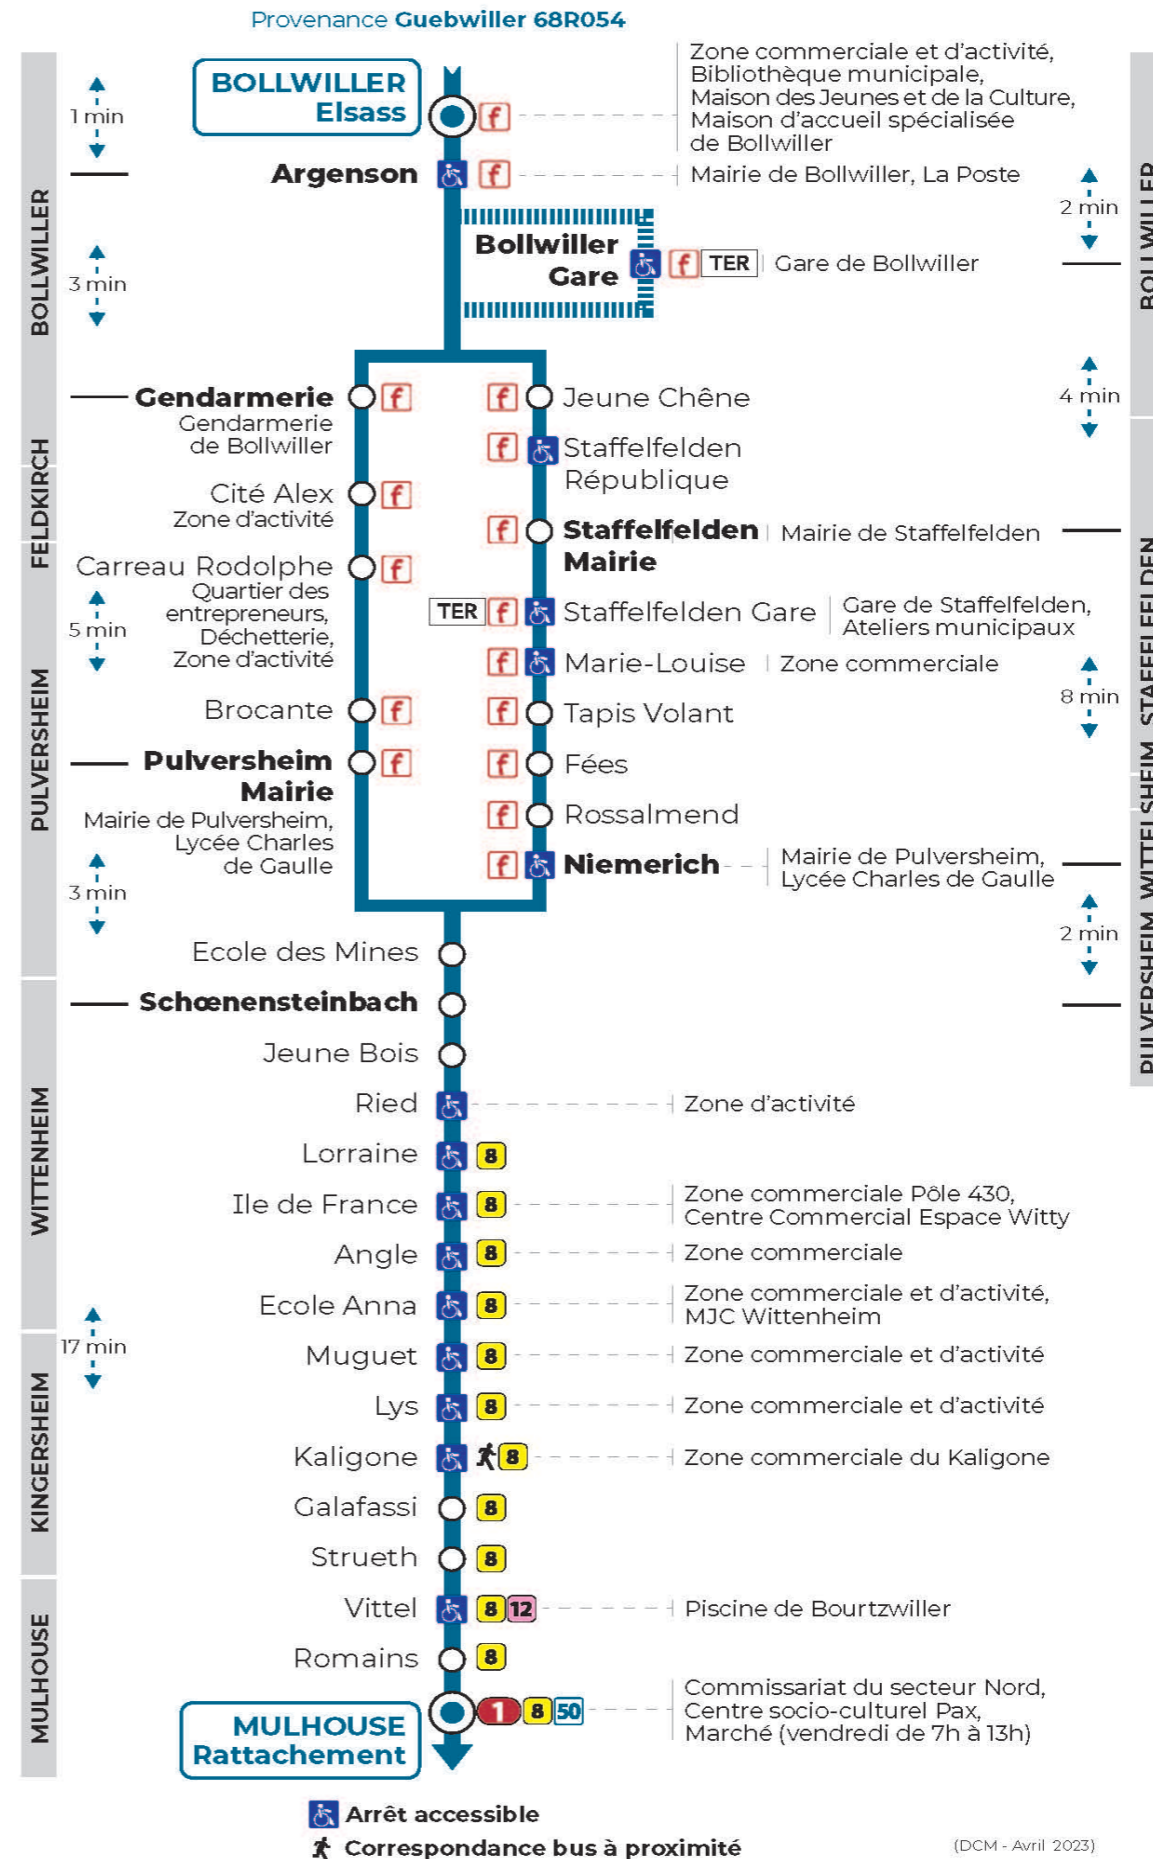 Provenance Guebwiller 68R054
BOLLWILLER
Elsass
f
Zone commerciale et d'activité,
Bibliothèque municipale,
Maison des Jeunes et de la Culture,
Maison d'accueil spécialisée
de Bollwiller
1 min
Argenson
f
Mairie de Bollwiller, La Poste
2 min
BOLLWILLER
BOLLWILLER
Bollwiller
Gare
f TER
Gare de Bollwiller
3 min
Gendarmerie f
Gendarmerie
de Bollwiller
f Jeune Chêne
4 min
f Staffelfelden
République
FELDKIRCH
Cité Alex f
Zone d'activité
f Staffelfelden
Mairie
Mairie de Staffelfelden
STAFFELFELDEN
Carreau Rodolphe f
Quartier des
entrepreneurs,
Déchetterie,
Zone d'activité
5 min
TER f Staffelfelden Gare
Gare de Staffelfelden,
Ateliers municipaux
f Marie-Louise
Zone commerciale
8 min
PULVERSHEIM
Brocante f
f Tapis Volant
Pulversheim
Mairie
f
Mairie de Pulversheim,
Lycée Charles
de Gaulle
f Fées
WITTELSHEIM
f Rossalmend
f Niemerich
Mairie de Pulversheim,
Lycée Charles de Gaulle
3 min
2 min
PULVERSHEIM
Ecole des Mines
Schœnensteinbach
Jeune Bois
WITTENHEIM
Ried
Zone d'activité
Lorraine 8
Ile de France 8
Zone commerciale Pôle 430,
Centre Commercial Espace Witty
Angle 8
Zone commerciale
Ecole Anna 8
Zone commerciale et d'activité,
MJC Wittenheim
17 min
Muguet 8
Zone commerciale et d'activité
KINGERSHEIM
Lys 8
Zone commerciale et d'activité
Kaligone 8
Zone commerciale du Kaligone
Galafassi 8
Strueth 8
MULHOUSE
Vittel 8 12
Piscine de Bourtzwiller
Romains 8
MULHOUSE
Rattachement
1 8 50
Commissariat du secteur Nord,
Centre socio-culturel Pax,
Marché (vendredi de 7h à 13h)
Arrêt accessible
Correspondance bus à proximité
(DCM - Avril 2023)